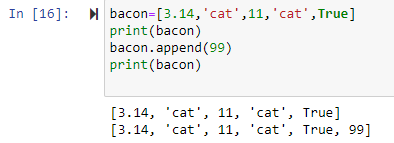 In [16]: bacon=[3.14,'cat',11,'cat',True]
print(bacon)
bacon.append(99)
print(bacon)
[3.14, 'cat', 11, 'cat', True]
[3.14, 'cat', 11, 'cat', True, 99]